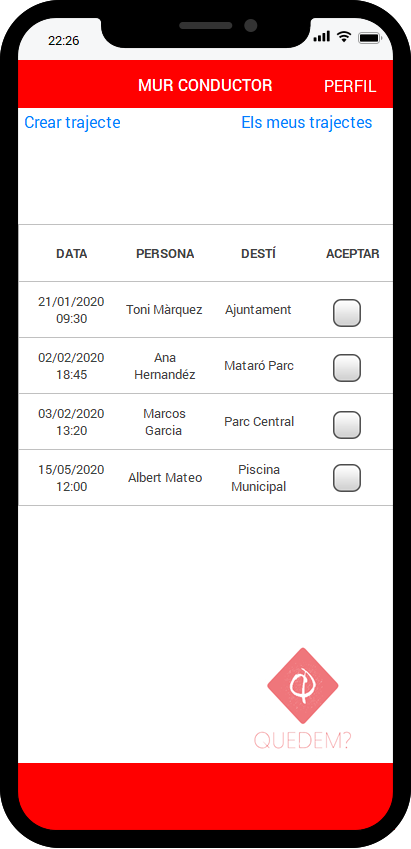 22:26
MUR CONDUCTOR PERFIL
Crear trajecte Els meus trajectes
DATA PERSONA DESTÍ ACEPTAR
21/01/2020
09:30
Toni Màrquez
Ajuntament
02/02/2020
18:45
Ana
Hernandéz
Mataró Parc
03/02/2020
13:20
Marcos
Garcia
Parc Central
15/05/2020
12:00
Albert Mateo
Piscina
Municipal
QUEDEM?